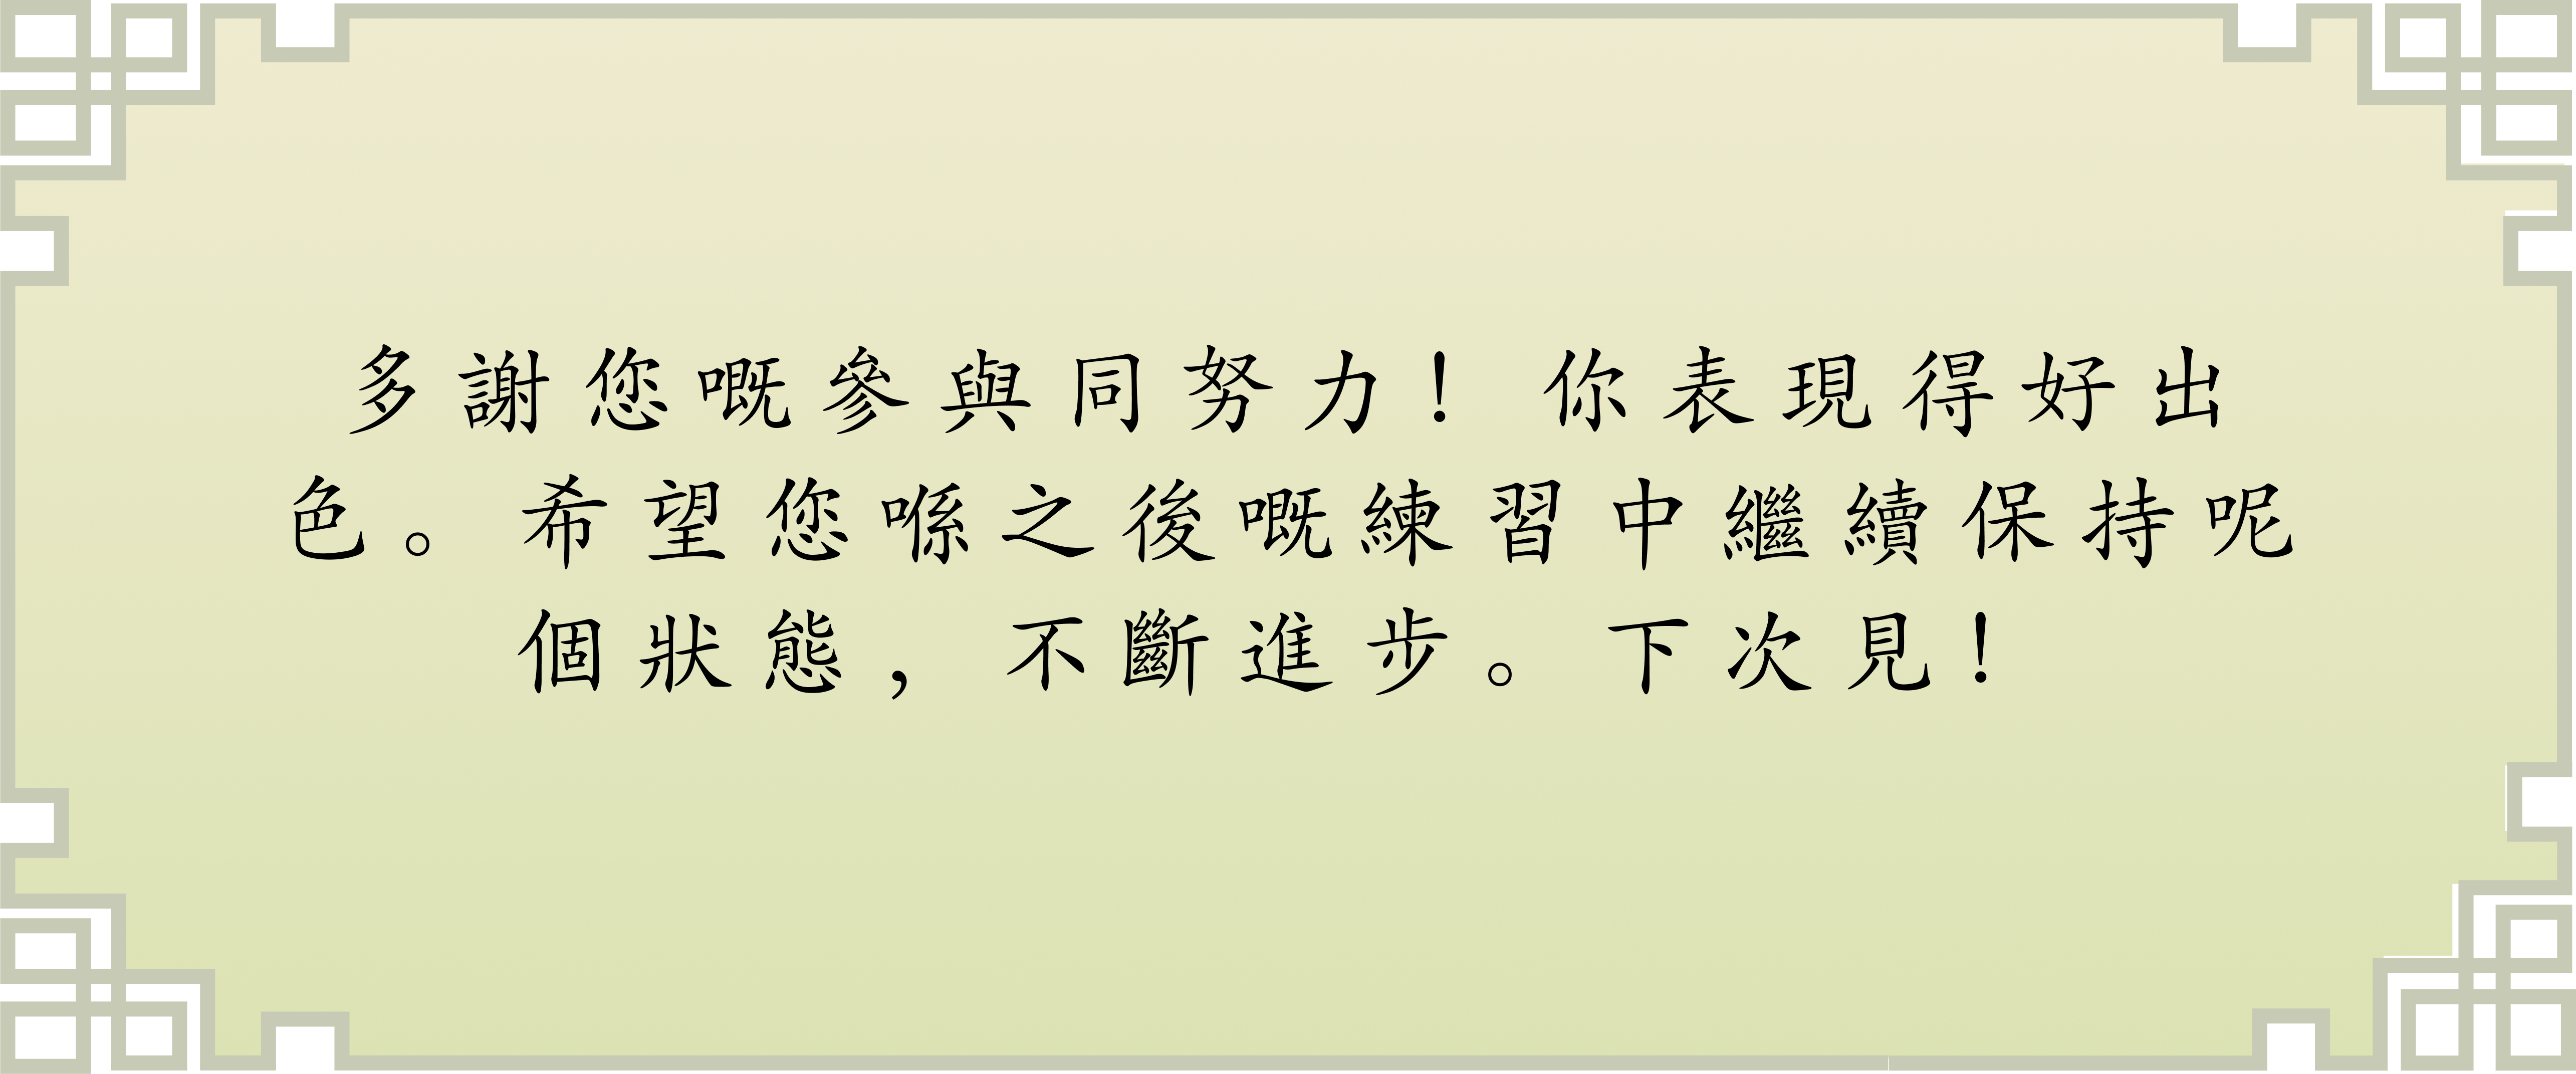 多謝您嘅參與同努力！你表現得好出
色。希望您喺之後嘅練習中繼續保持呢
個狀態，不斷進步。下次見！